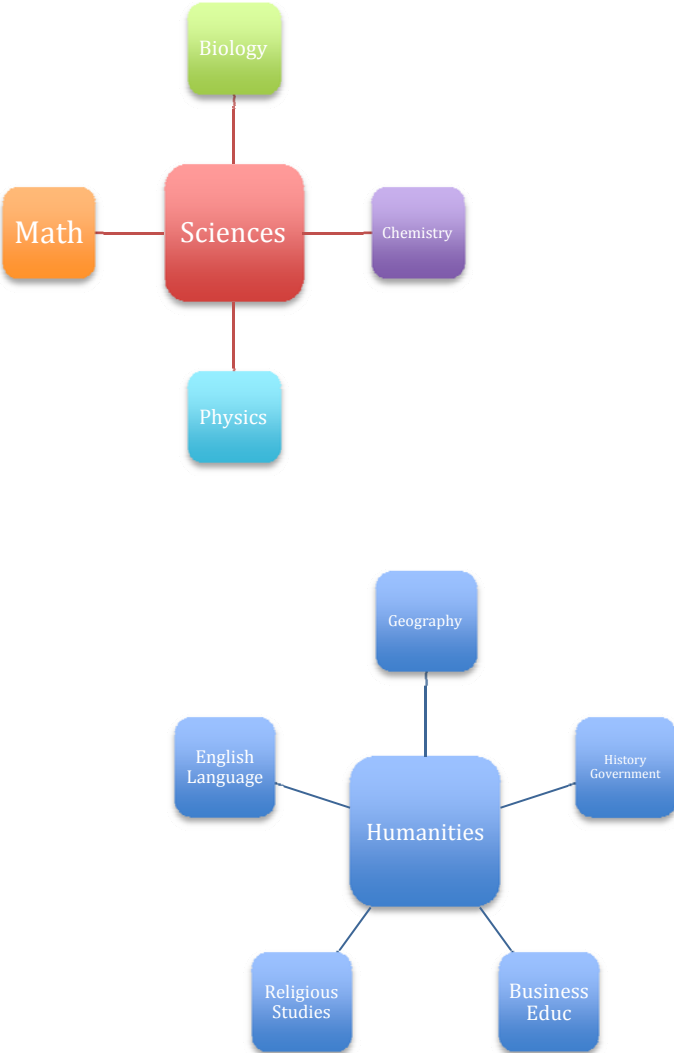 Biology
Math
Sciences
Chemistry
Physics
Geography
English
Language
History
Government
Humanities
Religious
Studies
Business
Educ